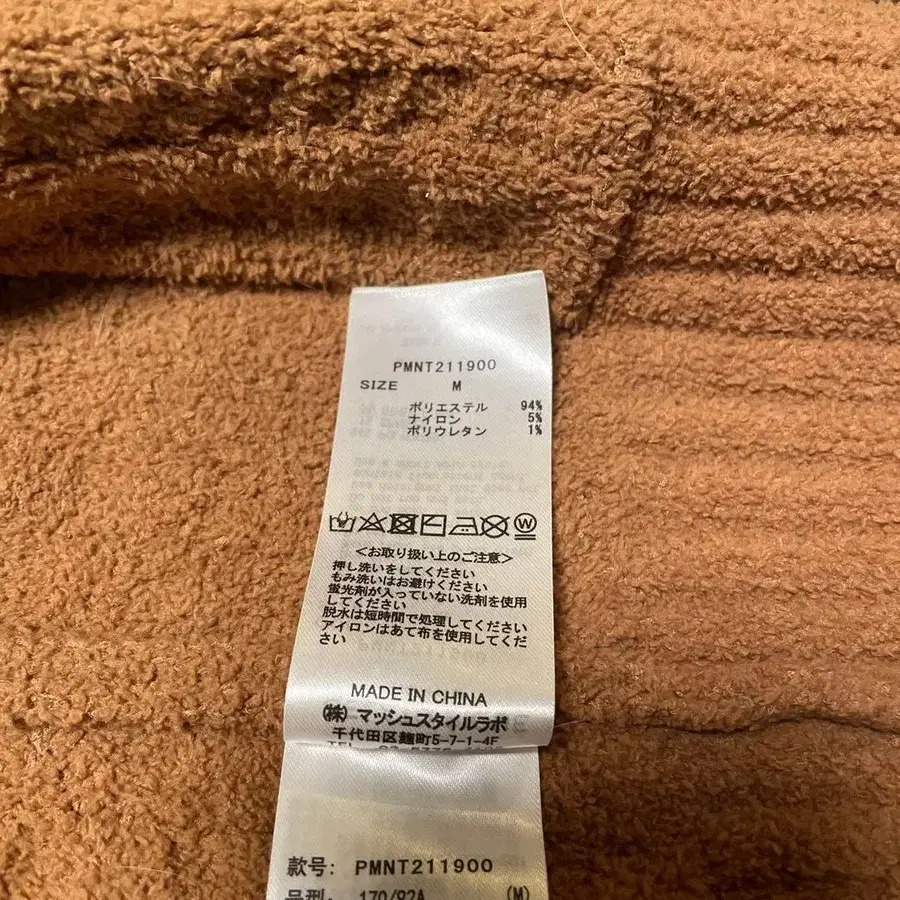 PMNT211900
SIZE M
ポリエステル 94%
ナイロン 5%
ポリウレタン 1%
W
<お取り扱い上のご注意>
押し洗いをしてください
もみ洗いはお避けください
蛍光剤が入っていない洗剤を使用
してください
脱水は短時間で処理してください
アイロンはあて布を使用してくだ
さい
MADE IN CHINA
(株) マッシュスタイルラボ
千代田区麹町5-7-1-4F
TEL
款号: PMNT211900
号型: 170/92A (M)